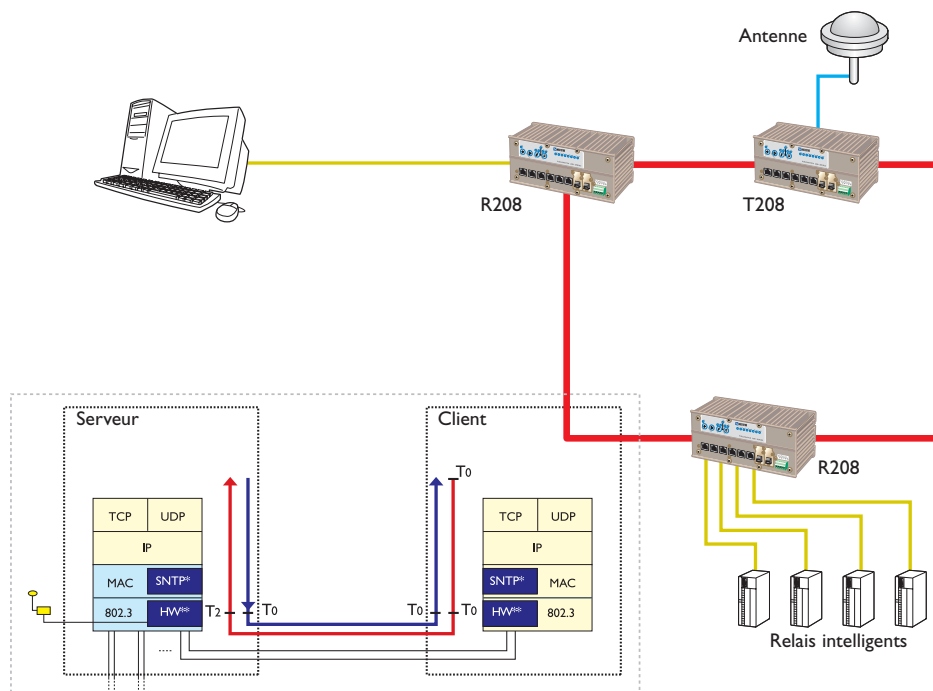 Antenne
R208
T208
R208
Relais intelligents
Serveur
Client
T0
TCP UDP
IP
MAC SNTP*
802.3 HW**
T2
T0
T0
T0
TCP UDP
IP
SNTP* MAC
HW** 802.3
....